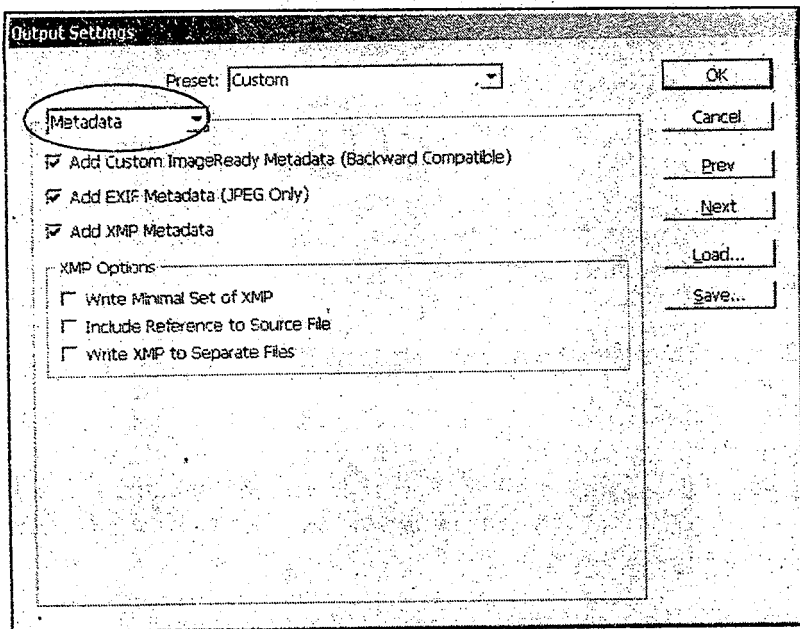 Output Settings
Preset: Custom
OK
Metadata
Cancel
Add Custom ImageReady Metadata (Backward Compatible)
Prev
Add EXIF Metadata (JPEG Only)
Next
Add XMP Metadata
Load...
XMP Options
Write Minimal Set of XMP
Save...
Include Reference to Source File
Write XMP to Separate Files